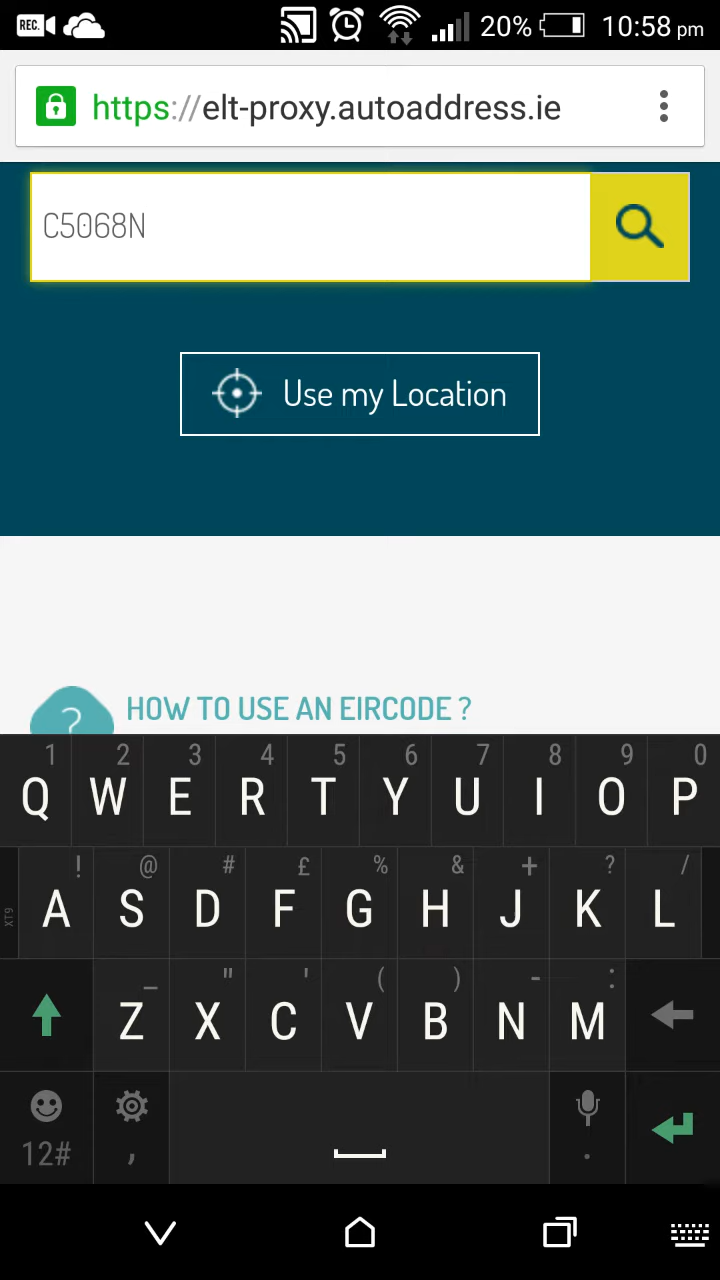 REC. 20% 10:58 pm
https://elt-proxy.autoaddress.ie
C5068N
Use my Location
? HOW TO USE AN EIRCODE ?
1 2 3 4 5 6 7 8 9 0
Q W E R T Y U I O P
! @ # £ % & + ? /
XT9 A S D F G H J K L
_ " ' ( ) - :
Z X C V B N M
12# , .